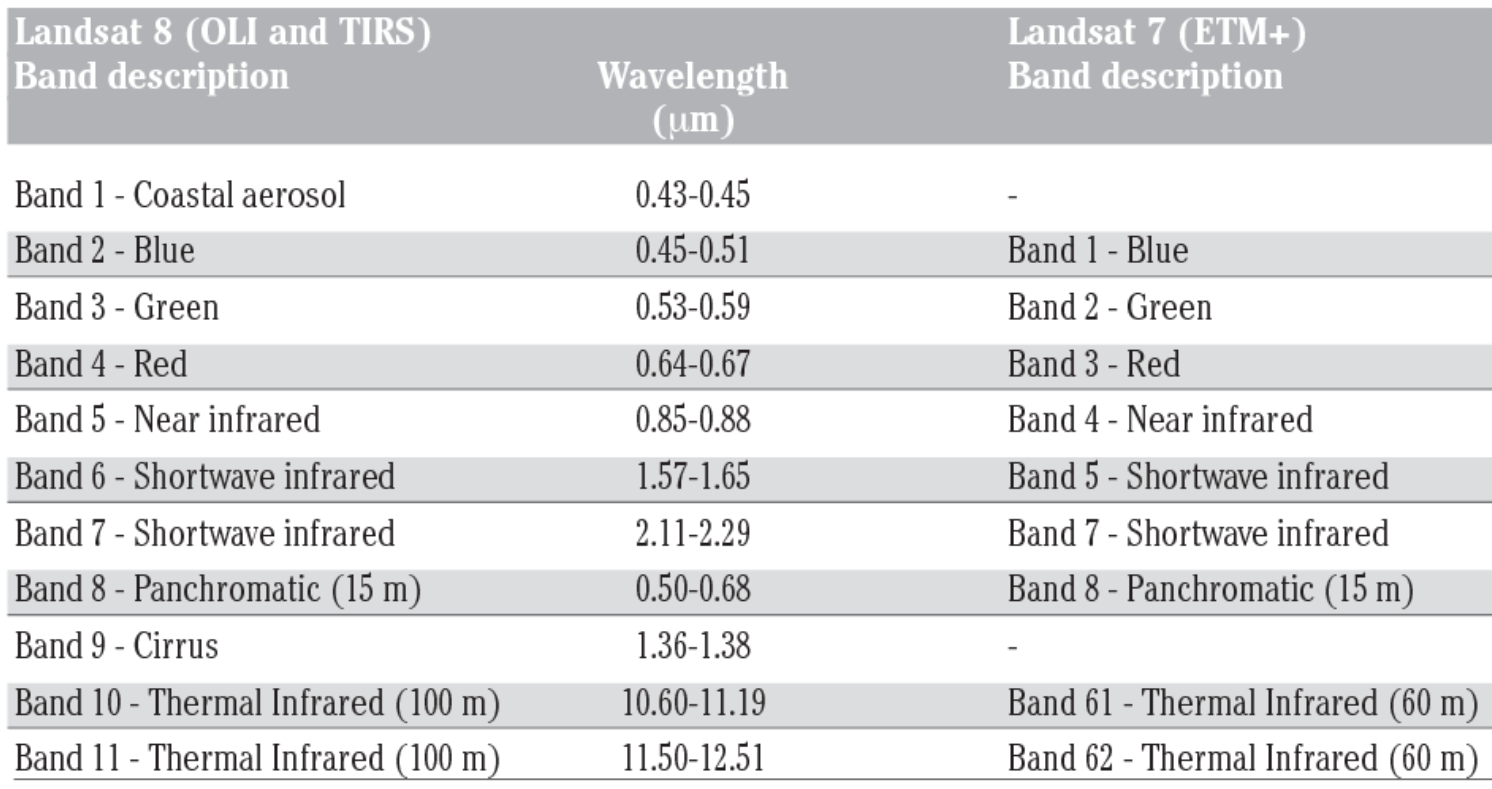 Landsat 8 (OLI and TIRS) Landsat 7 (ETM+)
Band description Wavelength Band description
(μm)
Band 1 - Coastal aerosol 0.43-0.45 -
Band 2 - Blue 0.45-0.51 Band 1 - Blue
Band 3 - Green 0.53-0.59 Band 2 - Green
Band 4 - Red 0.64-0.67 Band 3 - Red
Band 5 - Near infrared 0.85-0.88 Band 4 - Near infrared
Band 6 - Shortwave infrared 1.57-1.65 Band 5 - Shortwave infrared
Band 7 - Shortwave infrared 2.11-2.29 Band 7 - Shortwave infrared
Band 8 - Panchromatic (15 m) 0.50-0.68 Band 8 - Panchromatic (15 m)
Band 9 - Cirrus 1.36-1.38 -
Band 10 - Thermal Infrared (100 m) 10.60-11.19 Band 61 - Thermal Infrared (60 m)
Band 11 - Thermal Infrared (100 m) 11.50-12.51 Band 62 - Thermal Infrared (60 m)